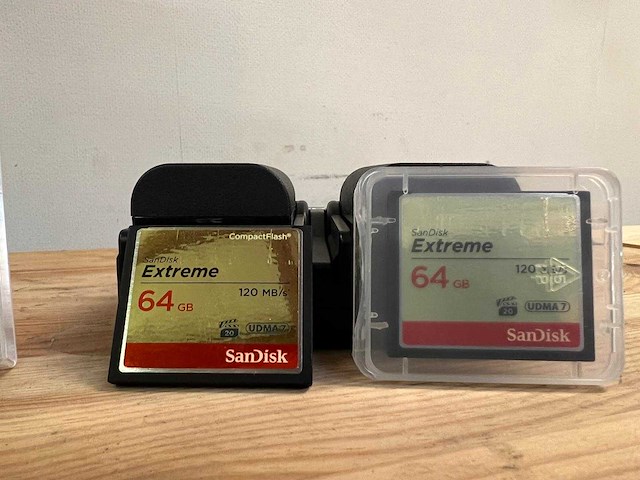 CompactFlash®
SanDisk
Extreme
120 MB/s
64 GB
20
UDMA 7
SanDisk
SanDisk
Extreme
120 MB/s
64 GB
20
UDMA 7
SanDisk